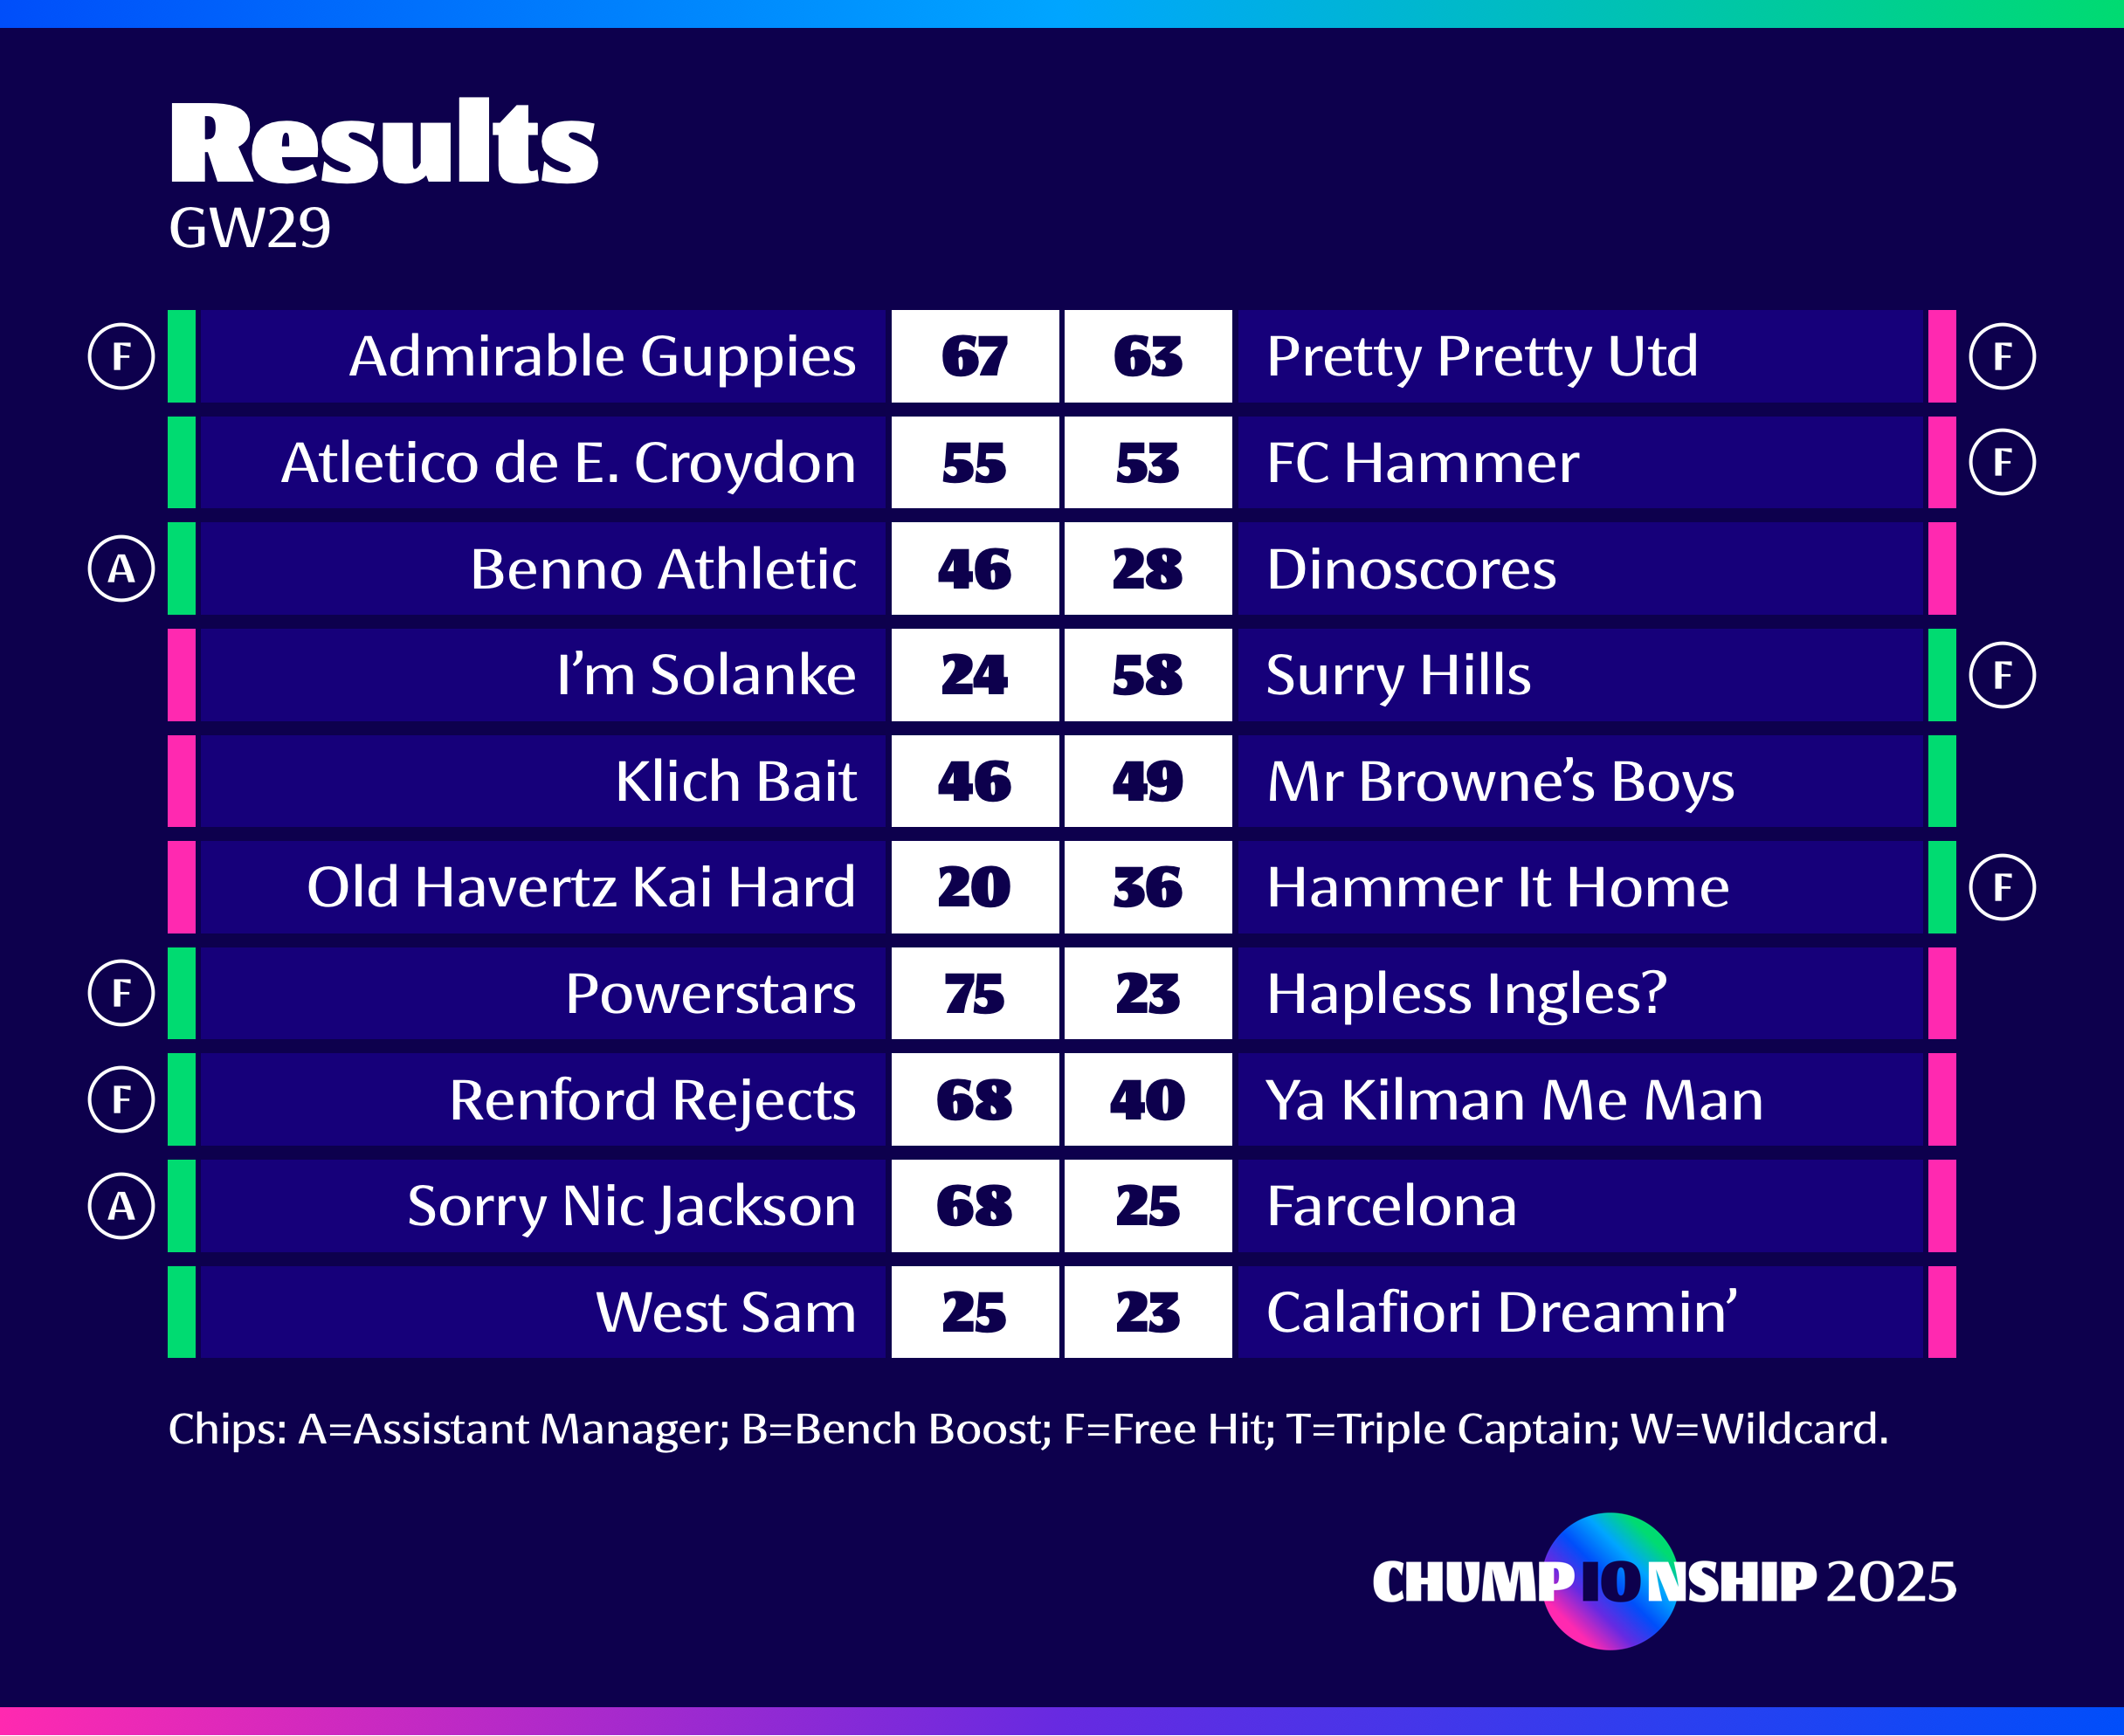 Results
GW29
F Admirable Guppies 67 63 Pretty Pretty Utd F
Atletico de E. Croydon 55 53 FC Hammer F
A Benno Athletic 46 28 Dinoscores
I’m Solanke 24 58 Surry Hills F
Klich Bait 46 49 Mr Browne’s Boys
Old Havertz Kai Hard 20 36 Hammer It Home F
F Powerstars 75 23 Hapless Ingles?
F Renford Rejects 68 40 Ya Kilman Me Man
A Sorry Nic Jackson 68 25 Farcelona
West Sam 25 23 Calafiori Dreamin’
Chips: A=Assistant Manager; B=Bench Boost; F=Free Hit; T=Triple Captain; W=Wildcard.
CHUMPIONSHIP 2025